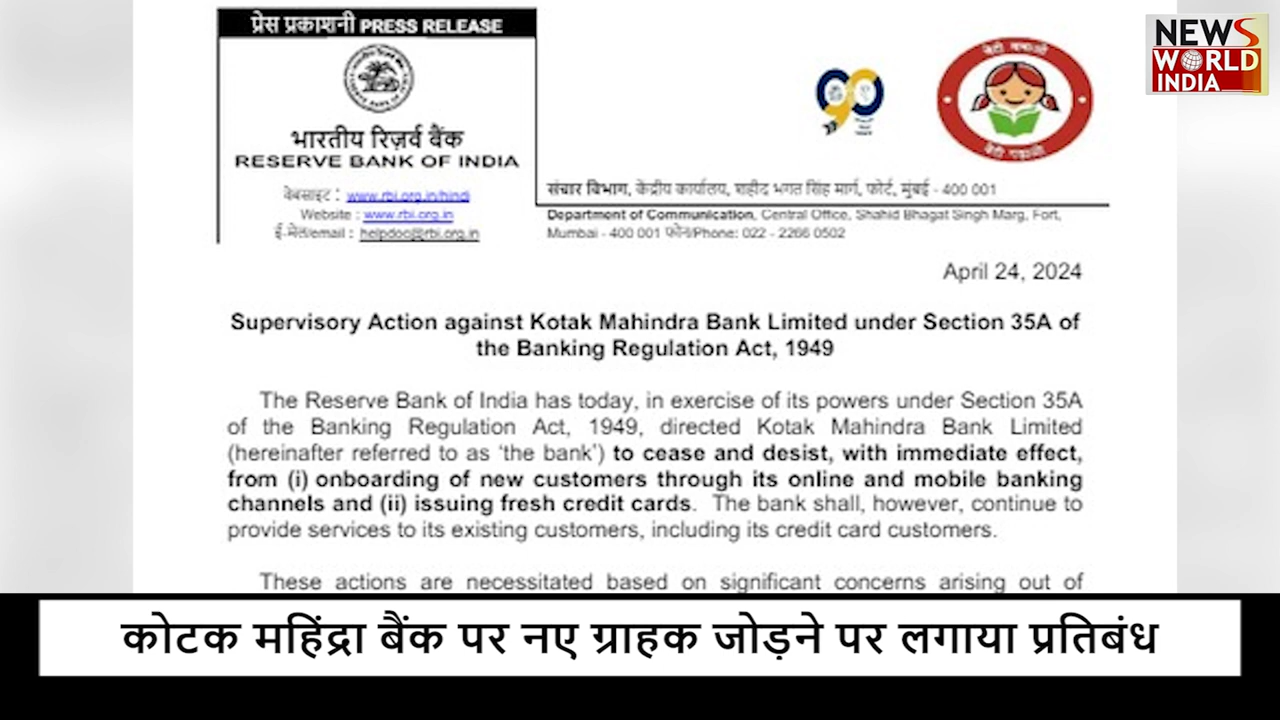 प्रेस प्रकाशनी PRESS RELEASE
भारतीय रिज़र्व बैंक
RESERVE BANK OF INDIA
वेबसाइट : www.rbi.org.in/hindi
Website : www.rbi.org.in
ई-मेल/email : helpdoc@rbi.org.in
90
बेटी बचाओ
बेटी पढ़ाओ
NEWS
WORLD
INDIA
संचार विभाग, केंद्रीय कार्यालय, शहीद भगत सिंह मार्ग, फोर्ट, मुंबई - 400 001
Department of Communication, Central Office, Shahid Bhagat Singh Marg, Fort,
Mumbai - 400 001 फोन/Phone: 022 - 2266 0502
April 24, 2024
Supervisory Action against Kotak Mahindra Bank Limited under Section 35A of
the Banking Regulation Act, 1949
The Reserve Bank of India has today, in exercise of its powers under Section 35A
of the Banking Regulation Act, 1949, directed Kotak Mahindra Bank Limited
(hereinafter referred to as ‘the bank’) to cease and desist, with immediate effect,
from (i) onboarding of new customers through its online and mobile banking
channels and (ii) issuing fresh credit cards. The bank shall, however, continue to
provide services to its existing customers, including its credit card customers.
These actions are necessitated based on significant concerns arising out of
कोटक महिंद्रा बैंक पर नए ग्राहक जोड़ने पर लगाया प्रतिबंध